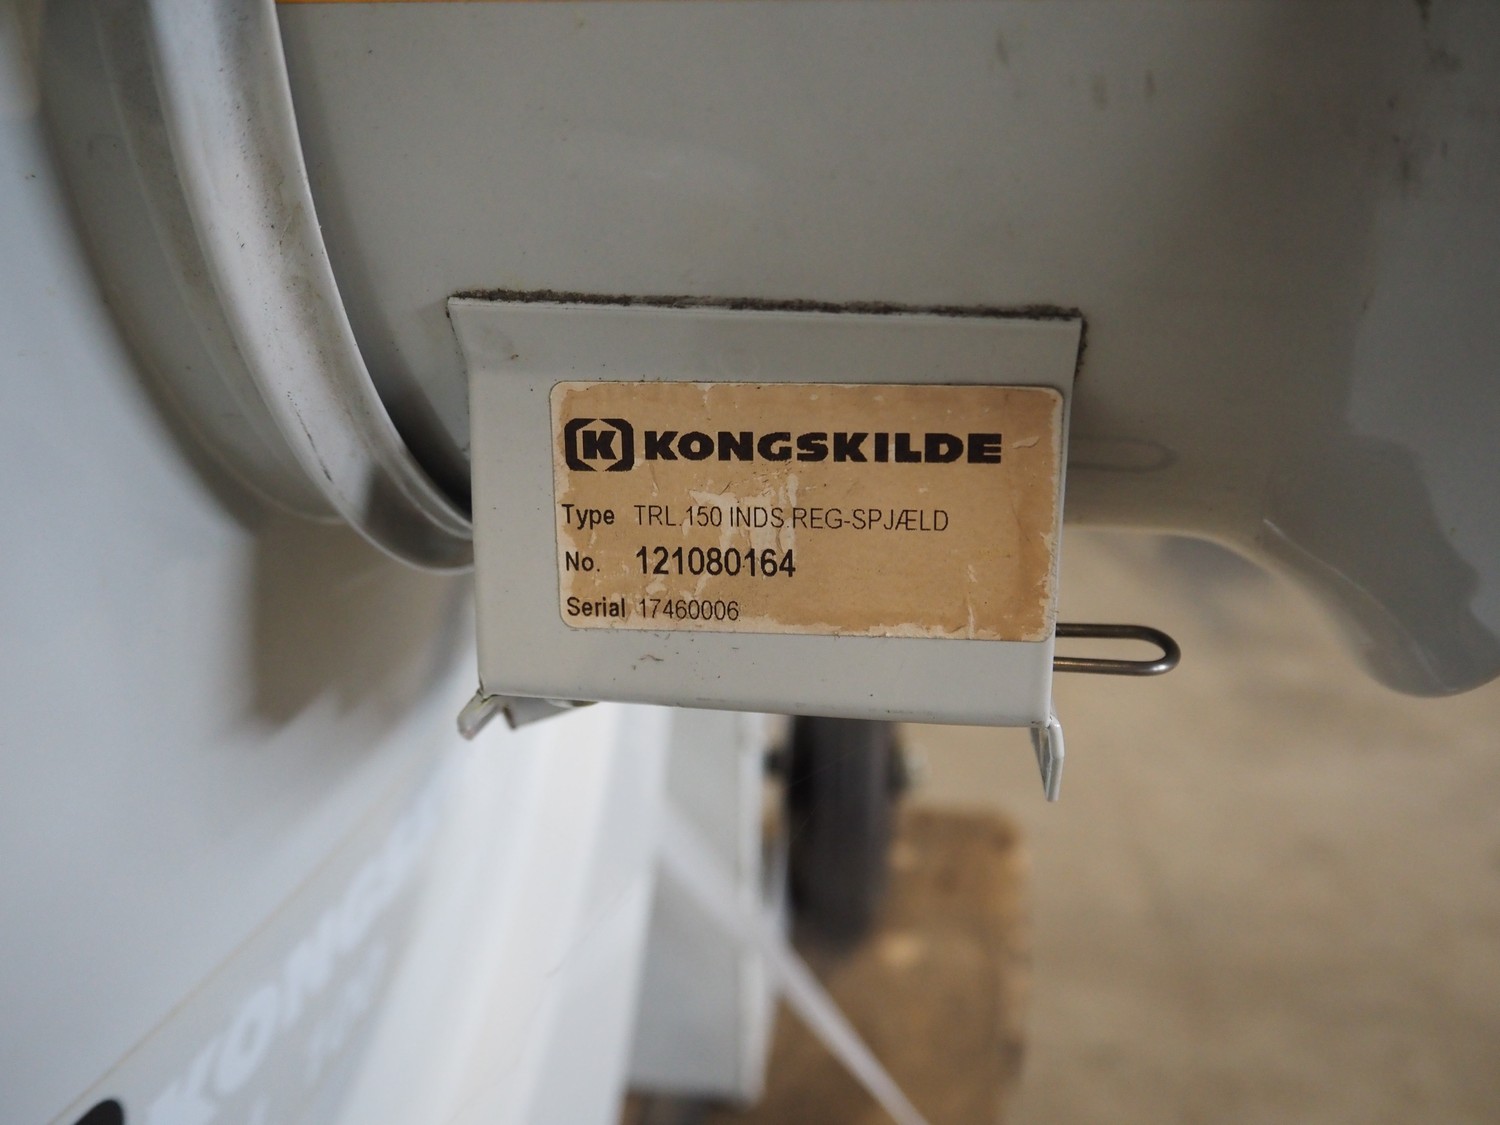 K KONGSKILDE
Type TRL.150 INDS.REG-SPJÆLD
No. 121080164
Serial 17460006